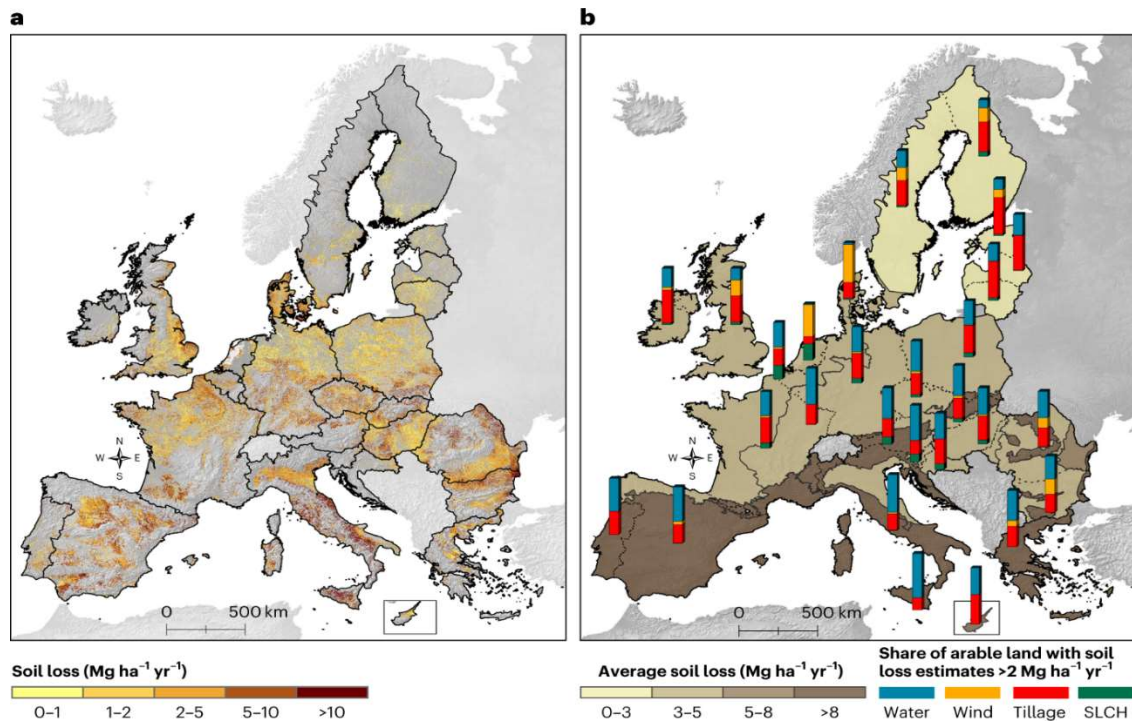 a
N
W E
S
0 500 km
Soil loss (Mg ha⁻¹ yr⁻¹)
0–1 1–2 2–5 5–10 >10
b
N
W E
S
0 500 km
Average soil loss (Mg ha⁻¹ yr⁻¹)
0–3 3–5 5–8 >8
Share of arable land with soil
loss estimates >2 Mg ha⁻¹ yr⁻¹
Water Wind Tillage SLCH